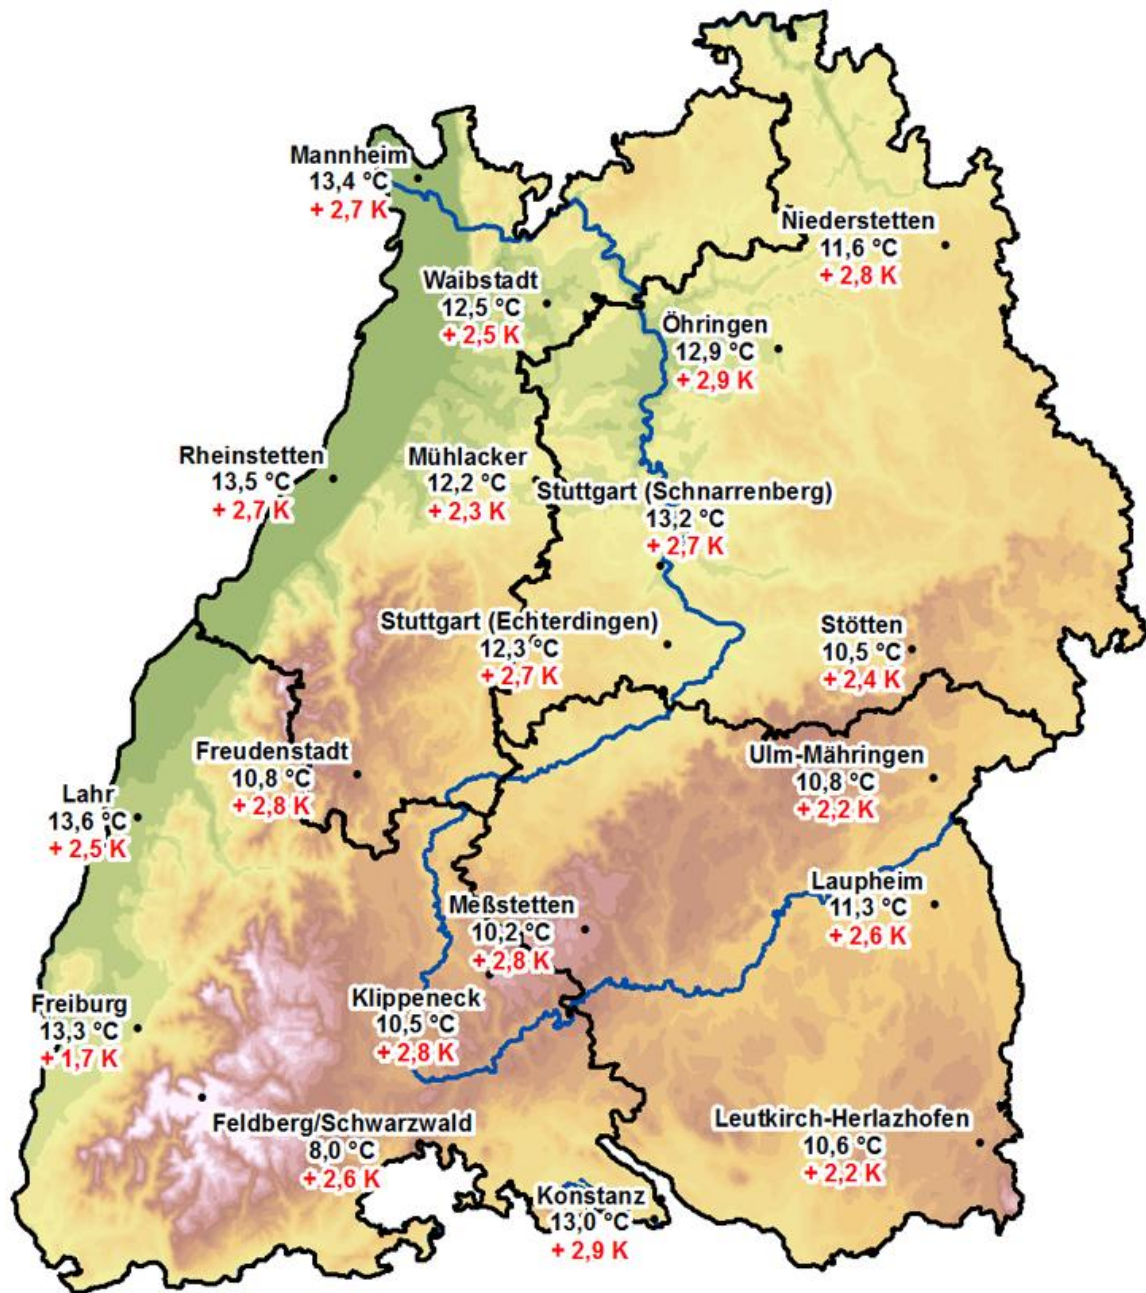 Mannheim
13,4 °C
+ 2,7 K
Niederstetten
11,6 °C
+ 2,8 K
Waibstadt
12,5 °C
+ 2,5 K
Öhringen
12,9 °C
+ 2,9 K
Rheinstetten
13,5 °C
+ 2,7 K
Mühlacker
12,2 °C
+ 2,3 K
Stuttgart (Schnarrenberg)
13,2 °C
+ 2,7 K
Stuttgart (Echterdingen)
12,3 °C
+ 2,7 K
Stötten
10,5 °C
+ 2,4 K
Freudenstadt
10,8 °C
+ 2,8 K
Ulm-Mähringen
10,8 °C
+ 2,2 K
Lahr
13,6 °C
+ 2,5 K
Laupheim
11,3 °C
+ 2,6 K
Meßstetten
10,2 °C
+ 2,8 K
Klippeneck
10,5 °C
+ 2,8 K
Freiburg
13,3 °C
+ 1,7 K
Feldberg/Schwarzwald
8,0 °C
+ 2,6 K
Leutkirch-Herlazhofen
10,6 °C
+ 2,2 K
Konstanz
13,0 °C
+ 2,9 K